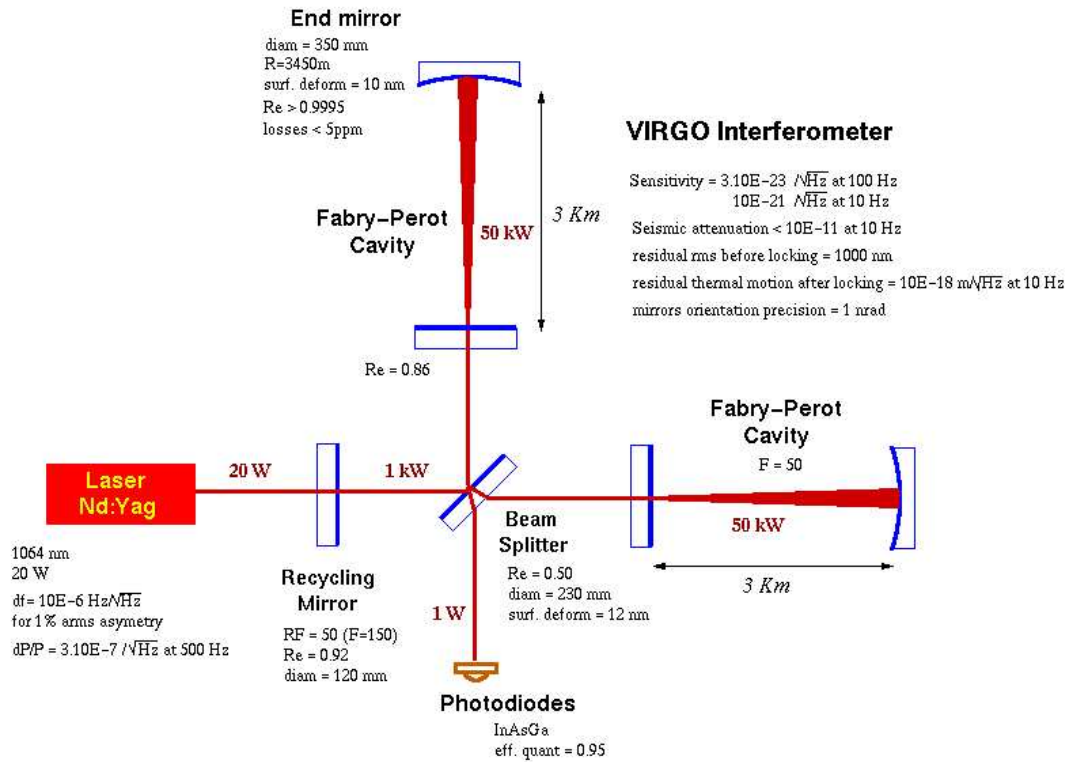 End mirror
diam = 350 mm
R=3450m
surf. deform = 10 nm
Re > 0.9995
losses < 5ppm
VIRGO Interferometer
Sensitivity = 3.10E-23 /√Hz at 100 Hz
10E-21 /√Hz at 10 Hz
Seismic attenuation < 10E-11 at 10 Hz
residual rms before locking = 1000 nm
residual thermal motion after locking = 10E-18 m/√Hz at 10 Hz
mirrors orientation precision = 1 nrad
Fabry-Perot
Cavity
50 kW
3 Km
Re = 0.86
Fabry-Perot
Cavity
F = 50
50 kW
3 Km
Laser
Nd:Yag
20 W
1 kW
1064 nm
20 W
df= 10E-6 Hz/√Hz
for 1% arms asymetry
dP/P = 3.10E-7 /√Hz at 500 Hz
Recycling
Mirror
RF = 50 (F=150)
Re = 0.92
diam = 120 mm
Beam
Splitter
Re = 0.50
diam = 230 mm
surf. deform = 12 nm
1 W
Photodiodes
InAsGa
eff. quant = 0.95